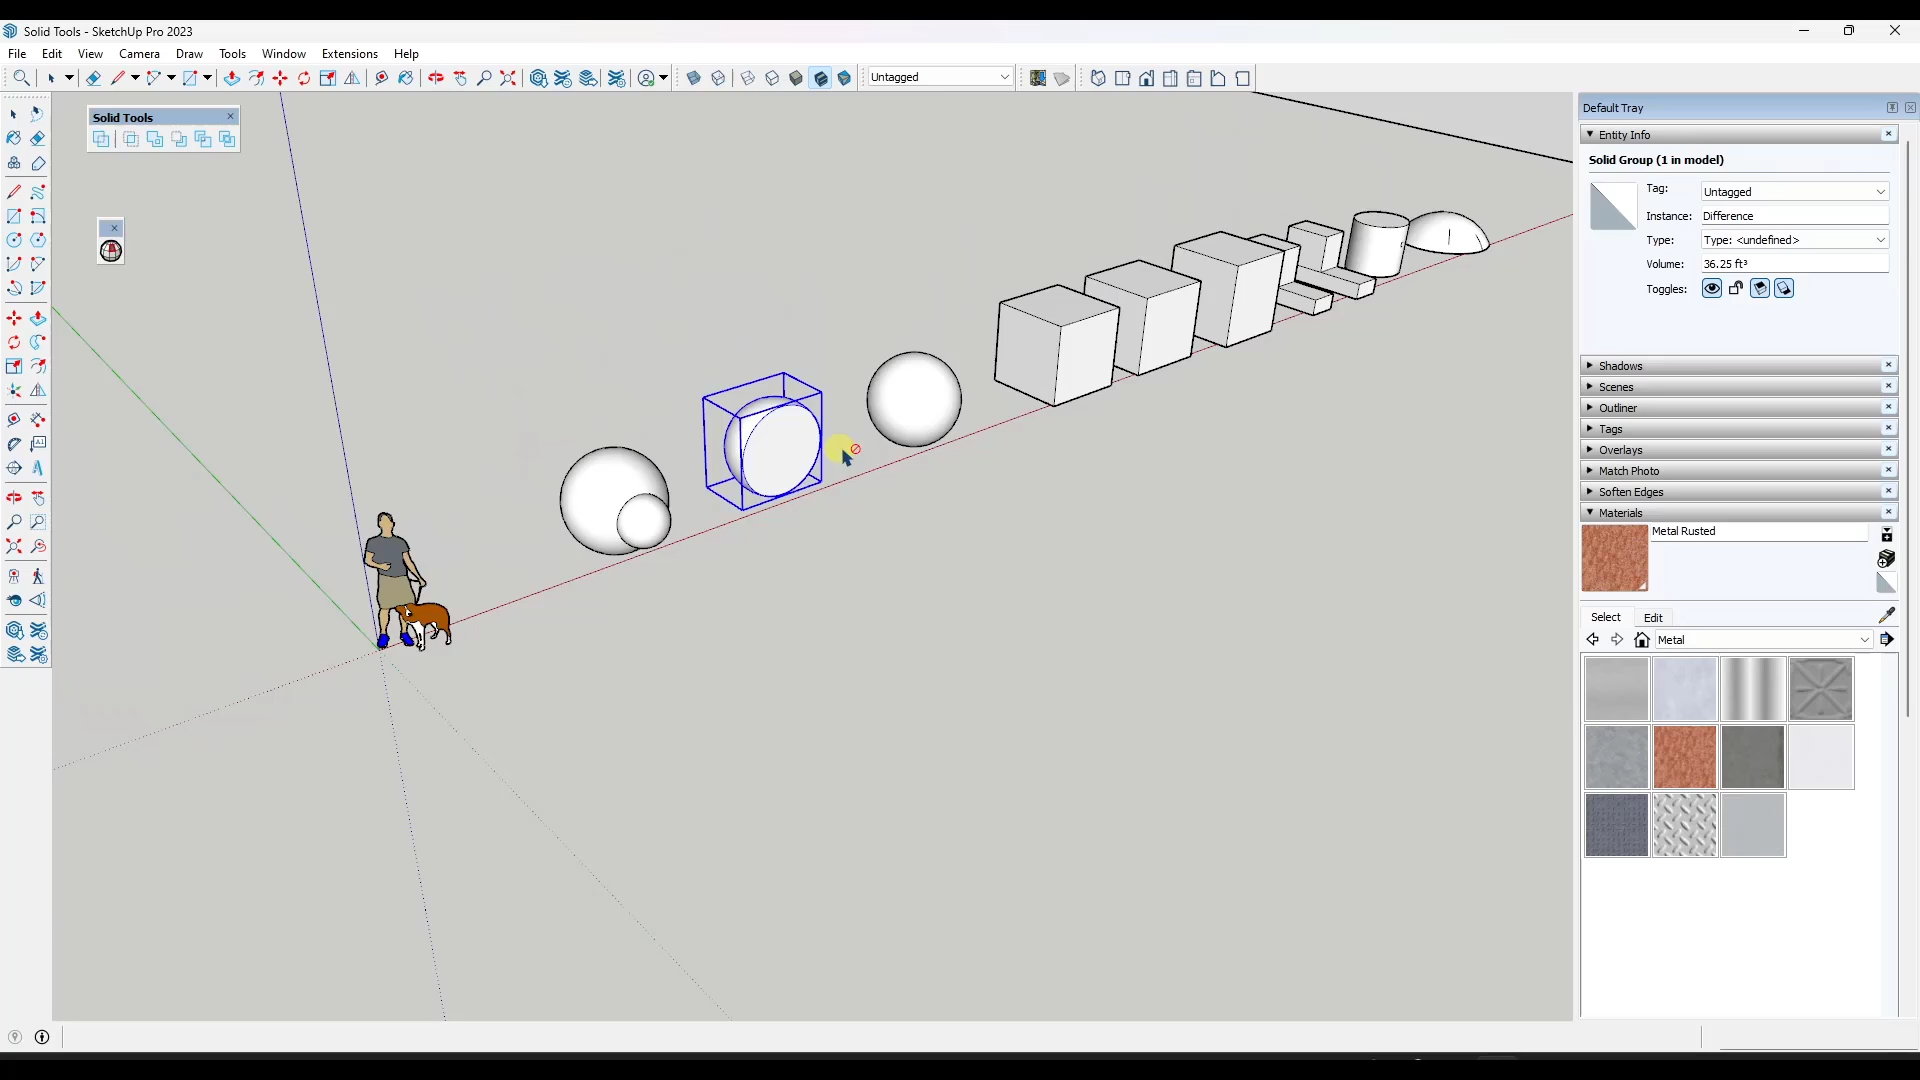 Solid Tools - SketchUp Pro 2023
File Edit View Camera Draw Tools Window Extensions Help
Untagged
Solid Tools
Default Tray
Entity Info
Solid Group (1 in model)
Tag: Untagged
Instance: Difference
Type: Type: <undefined>
Volume: 36.25 ft³
Toggles:
Shadows
Scenes
Outliner
Tags
Overlays
Match Photo
Soften Edges
Materials
Metal Rusted
Select Edit
Metal